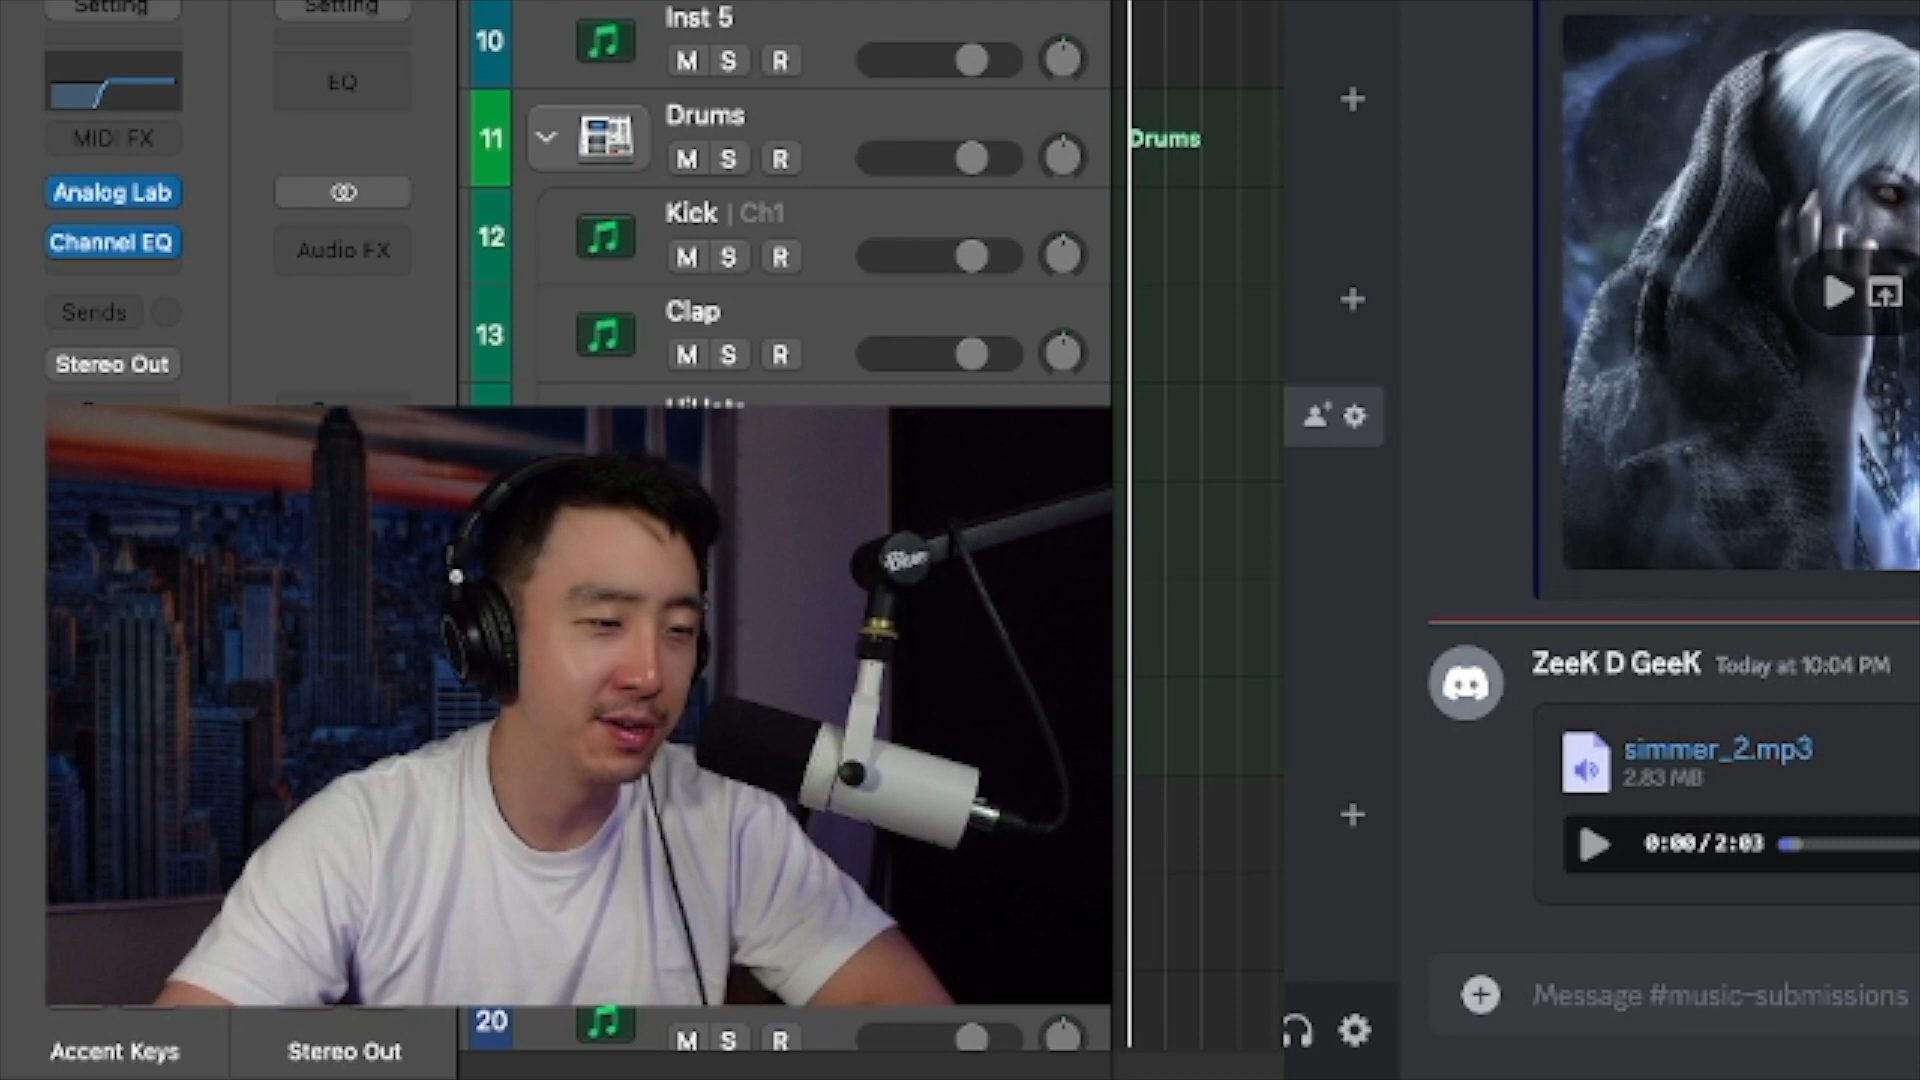 Setting
Setting
EQ
MIDI FX
Analog Lab
Channel EQ
Audio FX
Sends
Stereo Out
Accent Keys
Stereo Out
10
Inst 5
M S R
11
Drums
M S R
12
Kick | Ch1
M S R
13
Clap
M S R
20
M S R
Drums
ZeeK D GeeK Today at 10:04 PM
simmer_2.mp3
2.83 MB
0:00/2:03
Message #music-submissions